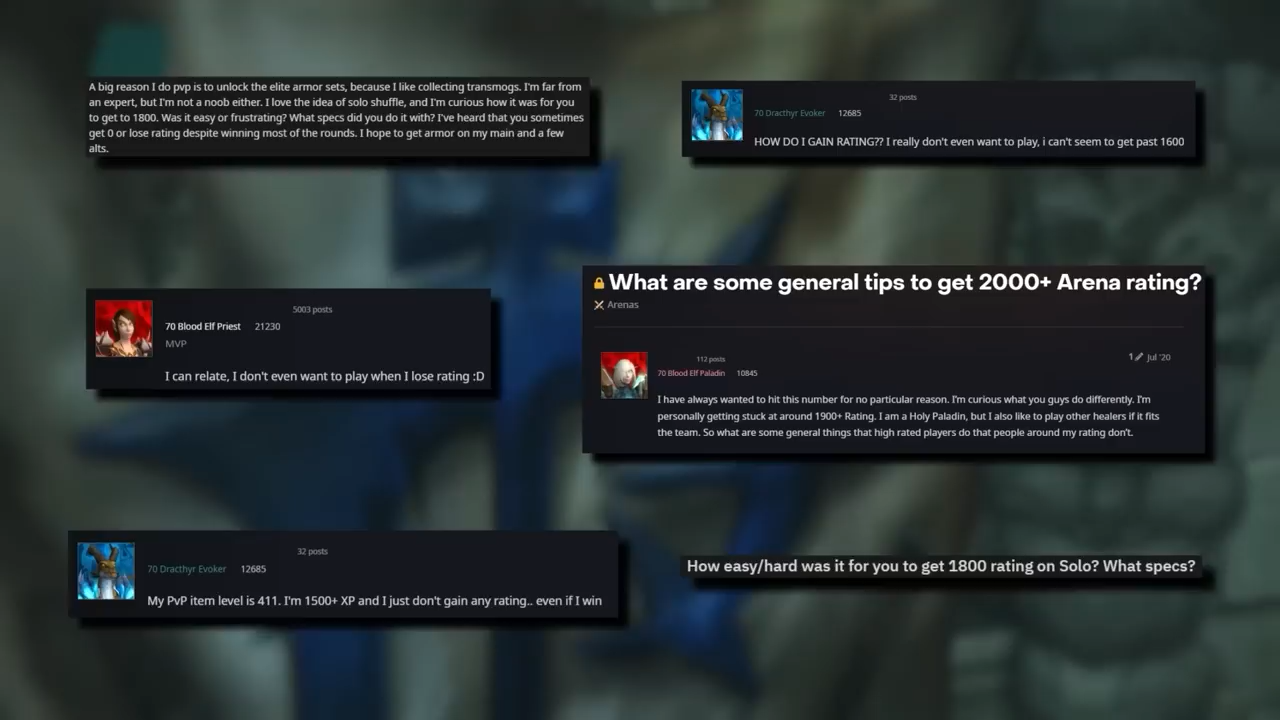 A big reason I do pvp is to unlock the elite armor sets, because I like collecting transmogs. I'm far from
an expert, but I'm not a noob either. I love the idea of solo shuffle, and I'm curious how it was for you
to get to 1800. Was it easy or frustrating? What specs did you do it with? I've heard that you sometimes
get 0 or lose rating despite winning most of the rounds. I hope to get armor on my main and a few
alts.
32 posts
70 Dracthyr Evoker 12685
HOW DO I GAIN RATING?? I really don't even want to play, i can't seem to get past 1600
5003 posts
70 Blood Elf Priest 21230
MVP
I can relate, I don't even want to play when I lose rating :D
What are some general tips to get 2000+ Arena rating?
Arenas
112 posts
1 Jul '20
70 Blood Elf Paladin 10845
I have always wanted to hit this number for no particular reason. I'm curious what you guys do differently. I'm
personally getting stuck at around 1900+ Rating. I am a Holy Paladin, but I also like to play other healers if it fits
the team. So what are some general things that high rated players do that people around my rating don't.
32 posts
70 Dracthyr Evoker 12685
My PvP item level is 411. I'm 1500+ XP and I just don't gain any rating.. even if I win
How easy/hard was it for you to get 1800 rating on Solo? What specs?